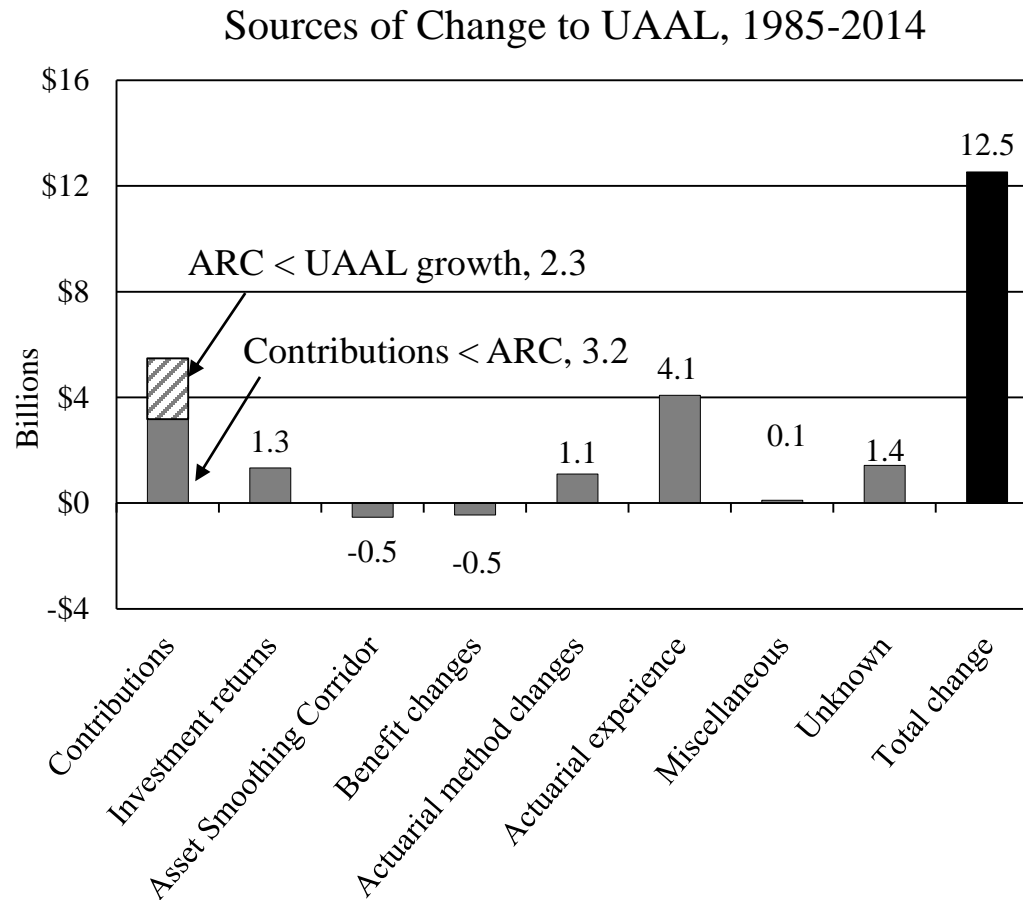 Sources of Change to UAAL, 1985-2014
$16
12.5
$12
ARC < UAAL growth, 2.3
$8
Contributions < ARC, 3.2
Billions
4.1
$4
1.3
1.1
0.1
1.4
$0
-0.5
-0.5
-$4
Contributions
Investment returns
Asset Smoothing Corridor
Benefit changes
Actuarial method changes
Actuarial experience
Miscellaneous
Unknown
Total change